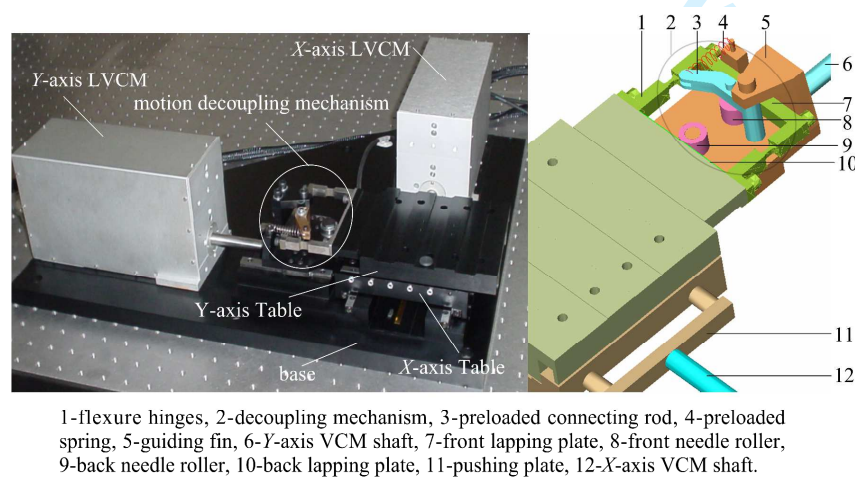 X-axis LVCM
Y-axis LVCM
motion decoupling mechanism
Y-axis Table
X-axis Table
base
1
2
3
4
5
6
7
8
9
10
11
12
1-flexure hinges, 2-decoupling mechanism, 3-preloaded connecting rod, 4-preloaded
spring, 5-guiding fin, 6-Y-axis VCM shaft, 7-front lapping plate, 8-front needle roller,
9-back needle roller, 10-back lapping plate, 11-pushing plate, 12-X-axis VCM shaft.